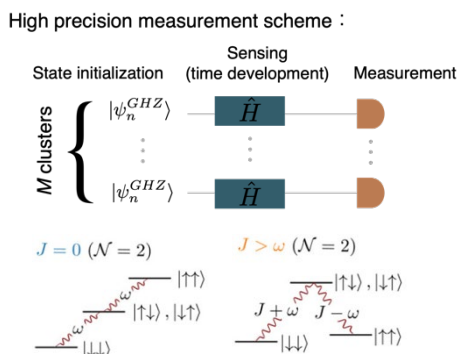 High precision measurement scheme :
Sensing
State initialization (time development) Measurement
M clusters
|ψ_n^{GHZ}⟩ Ĥ
|ψ_n^{GHZ}⟩ Ĥ
J = 0 (𝒩 = 2) J > ω (𝒩 = 2)
|↑↑⟩ |↑↓⟩, |↓↑⟩
ω
|↑↓⟩, |↓↑⟩ J + ω J − ω
ω |↑↑⟩
|↓↓⟩ |↓↓⟩